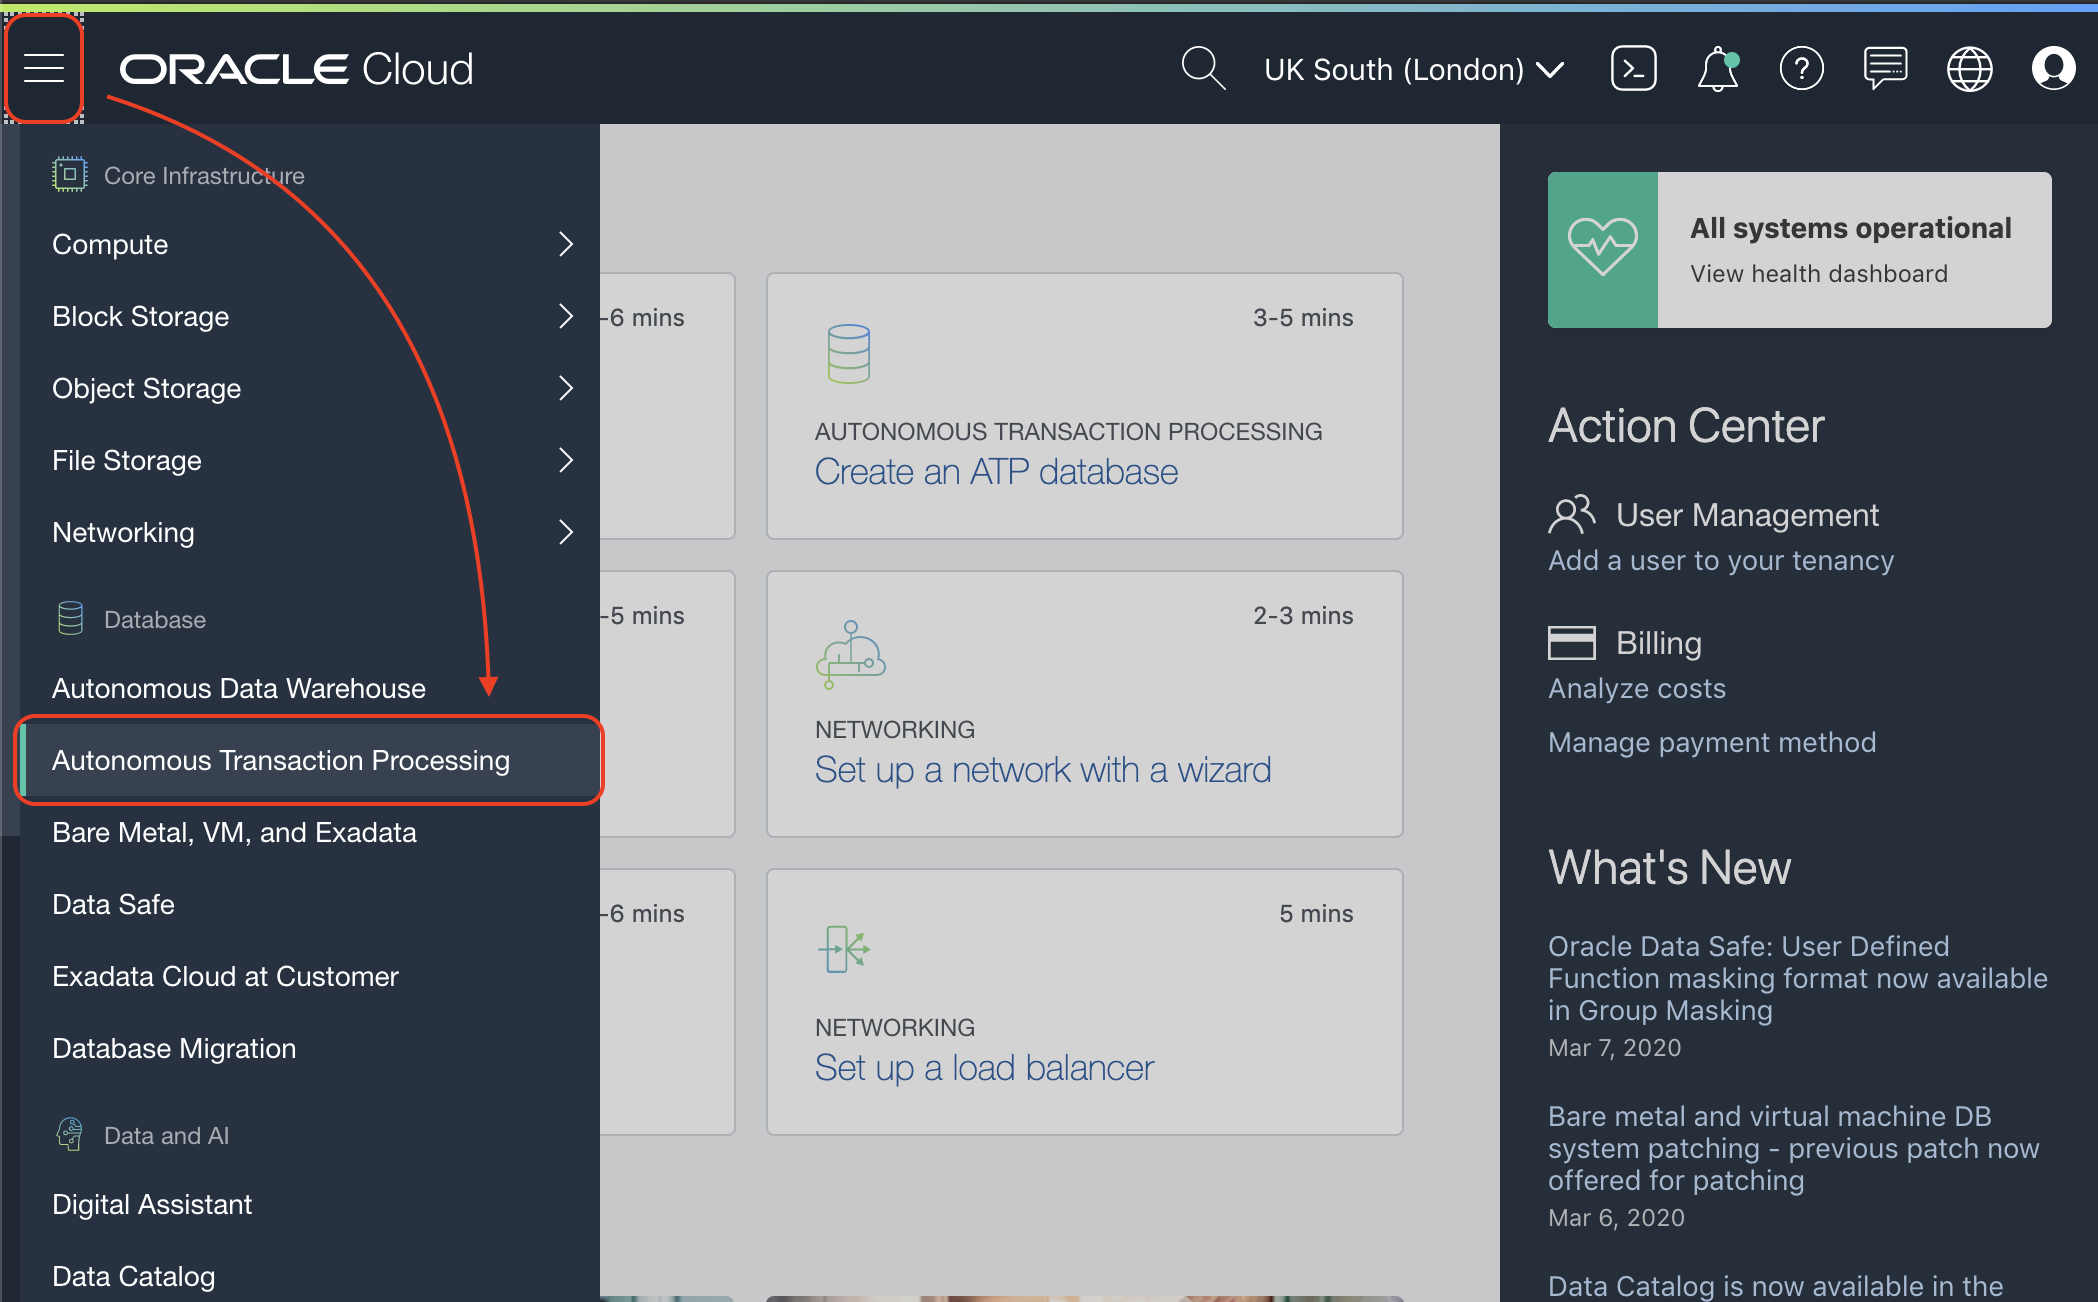 ORACLE Cloud
UK South (London)
Core Infrastructure
Compute
Block Storage
Object Storage
File Storage
Networking
Database
Autonomous Data Warehouse
Autonomous Transaction Processing
Bare Metal, VM, and Exadata
Data Safe
Exadata Cloud at Customer
Database Migration
Data and AI
Digital Assistant
Data Catalog
-6 mins
3-5 mins
AUTONOMOUS TRANSACTION PROCESSING
Create an ATP database
-5 mins
2-3 mins
NETWORKING
Set up a network with a wizard
-6 mins
5 mins
NETWORKING
Set up a load balancer
All systems operational
View health dashboard
Action Center
User Management
Add a user to your tenancy
Billing
Analyze costs
Manage payment method
What's New
Oracle Data Safe: User Defined
Function masking format now available
in Group Masking
Mar 7, 2020
Bare metal and virtual machine DB
system patching - previous patch now
offered for patching
Mar 6, 2020
Data Catalog is now available in the